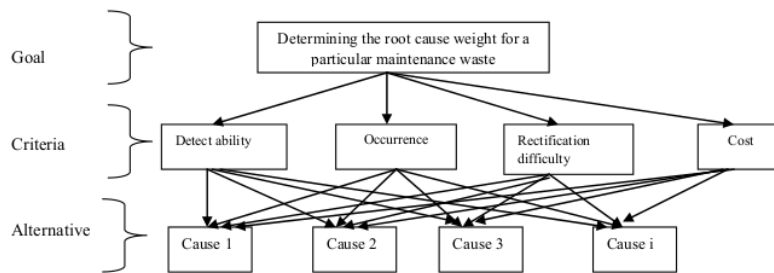 Goal
Determining the root cause weight for a
particular maintenance waste
Criteria
Detect ability
Occurrence
Rectification
difficulty
Cost
Alternative
Cause 1
Cause 2
Cause 3
Cause i